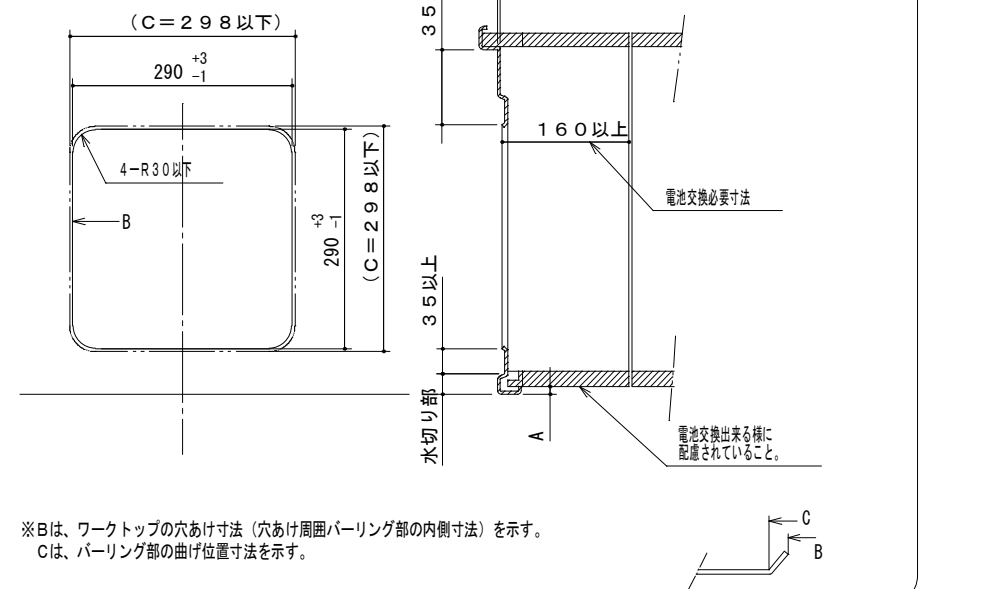 （Ｃ＝２９８以下）
290 +3 −1
4−R30以下
B
290 +3 −1
（Ｃ＝２９８以下）
３５
１６０以上
電池交換必要寸法
３５以上
水切り部
A
電池交換出来る様に
配慮されていること。
※Ｂは、ワークトップの穴あけ寸法（穴あけ周囲バーリング部の内側寸法）を示す。
Ｃは、バーリング部の曲げ位置寸法を示す。
C
B